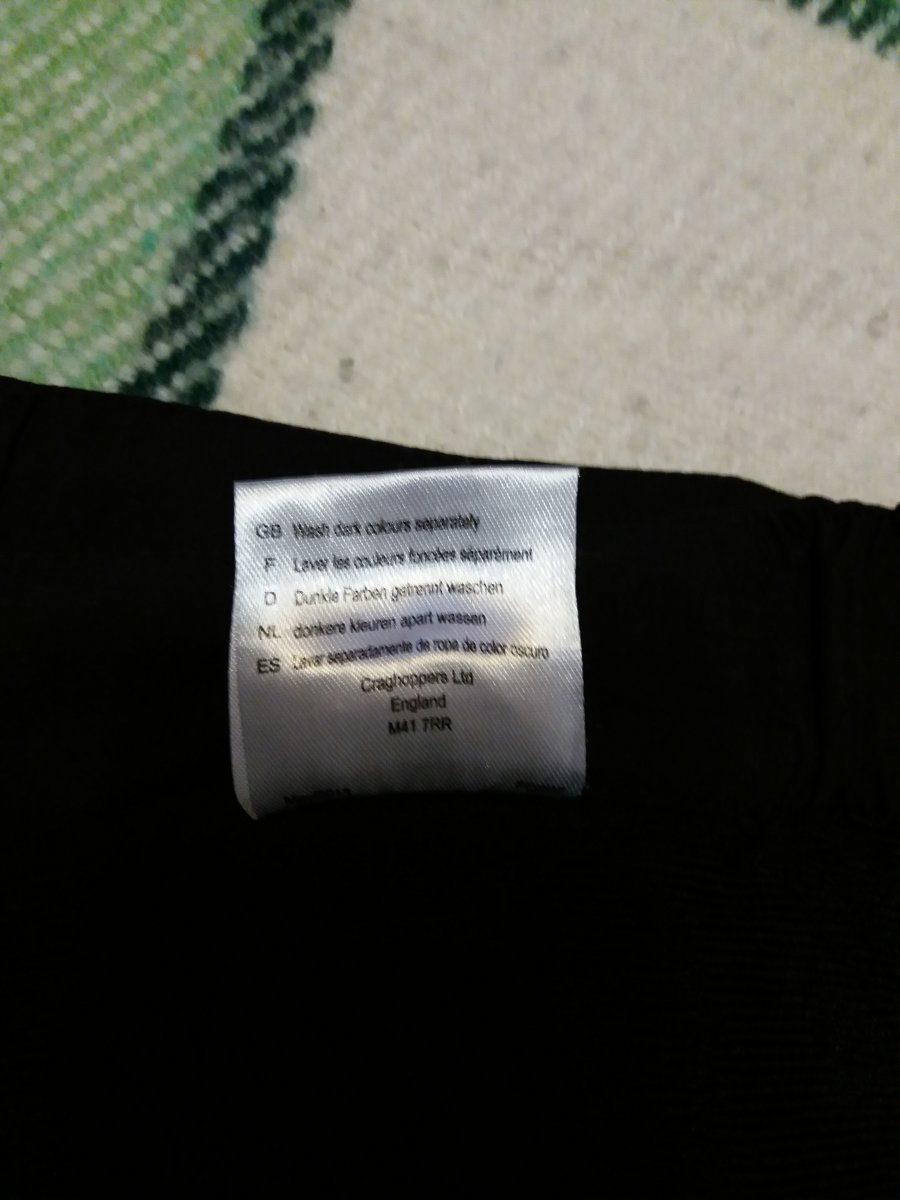 GB Wash dark colours separately
F Laver les couleurs foncées séparément
D Dunkle Farben getrennt waschen
NL donkere kleuren apart wassen
ES Lavar separadamente de ropa de color oscuro
Craghoppers Ltd
England
M41 7RR